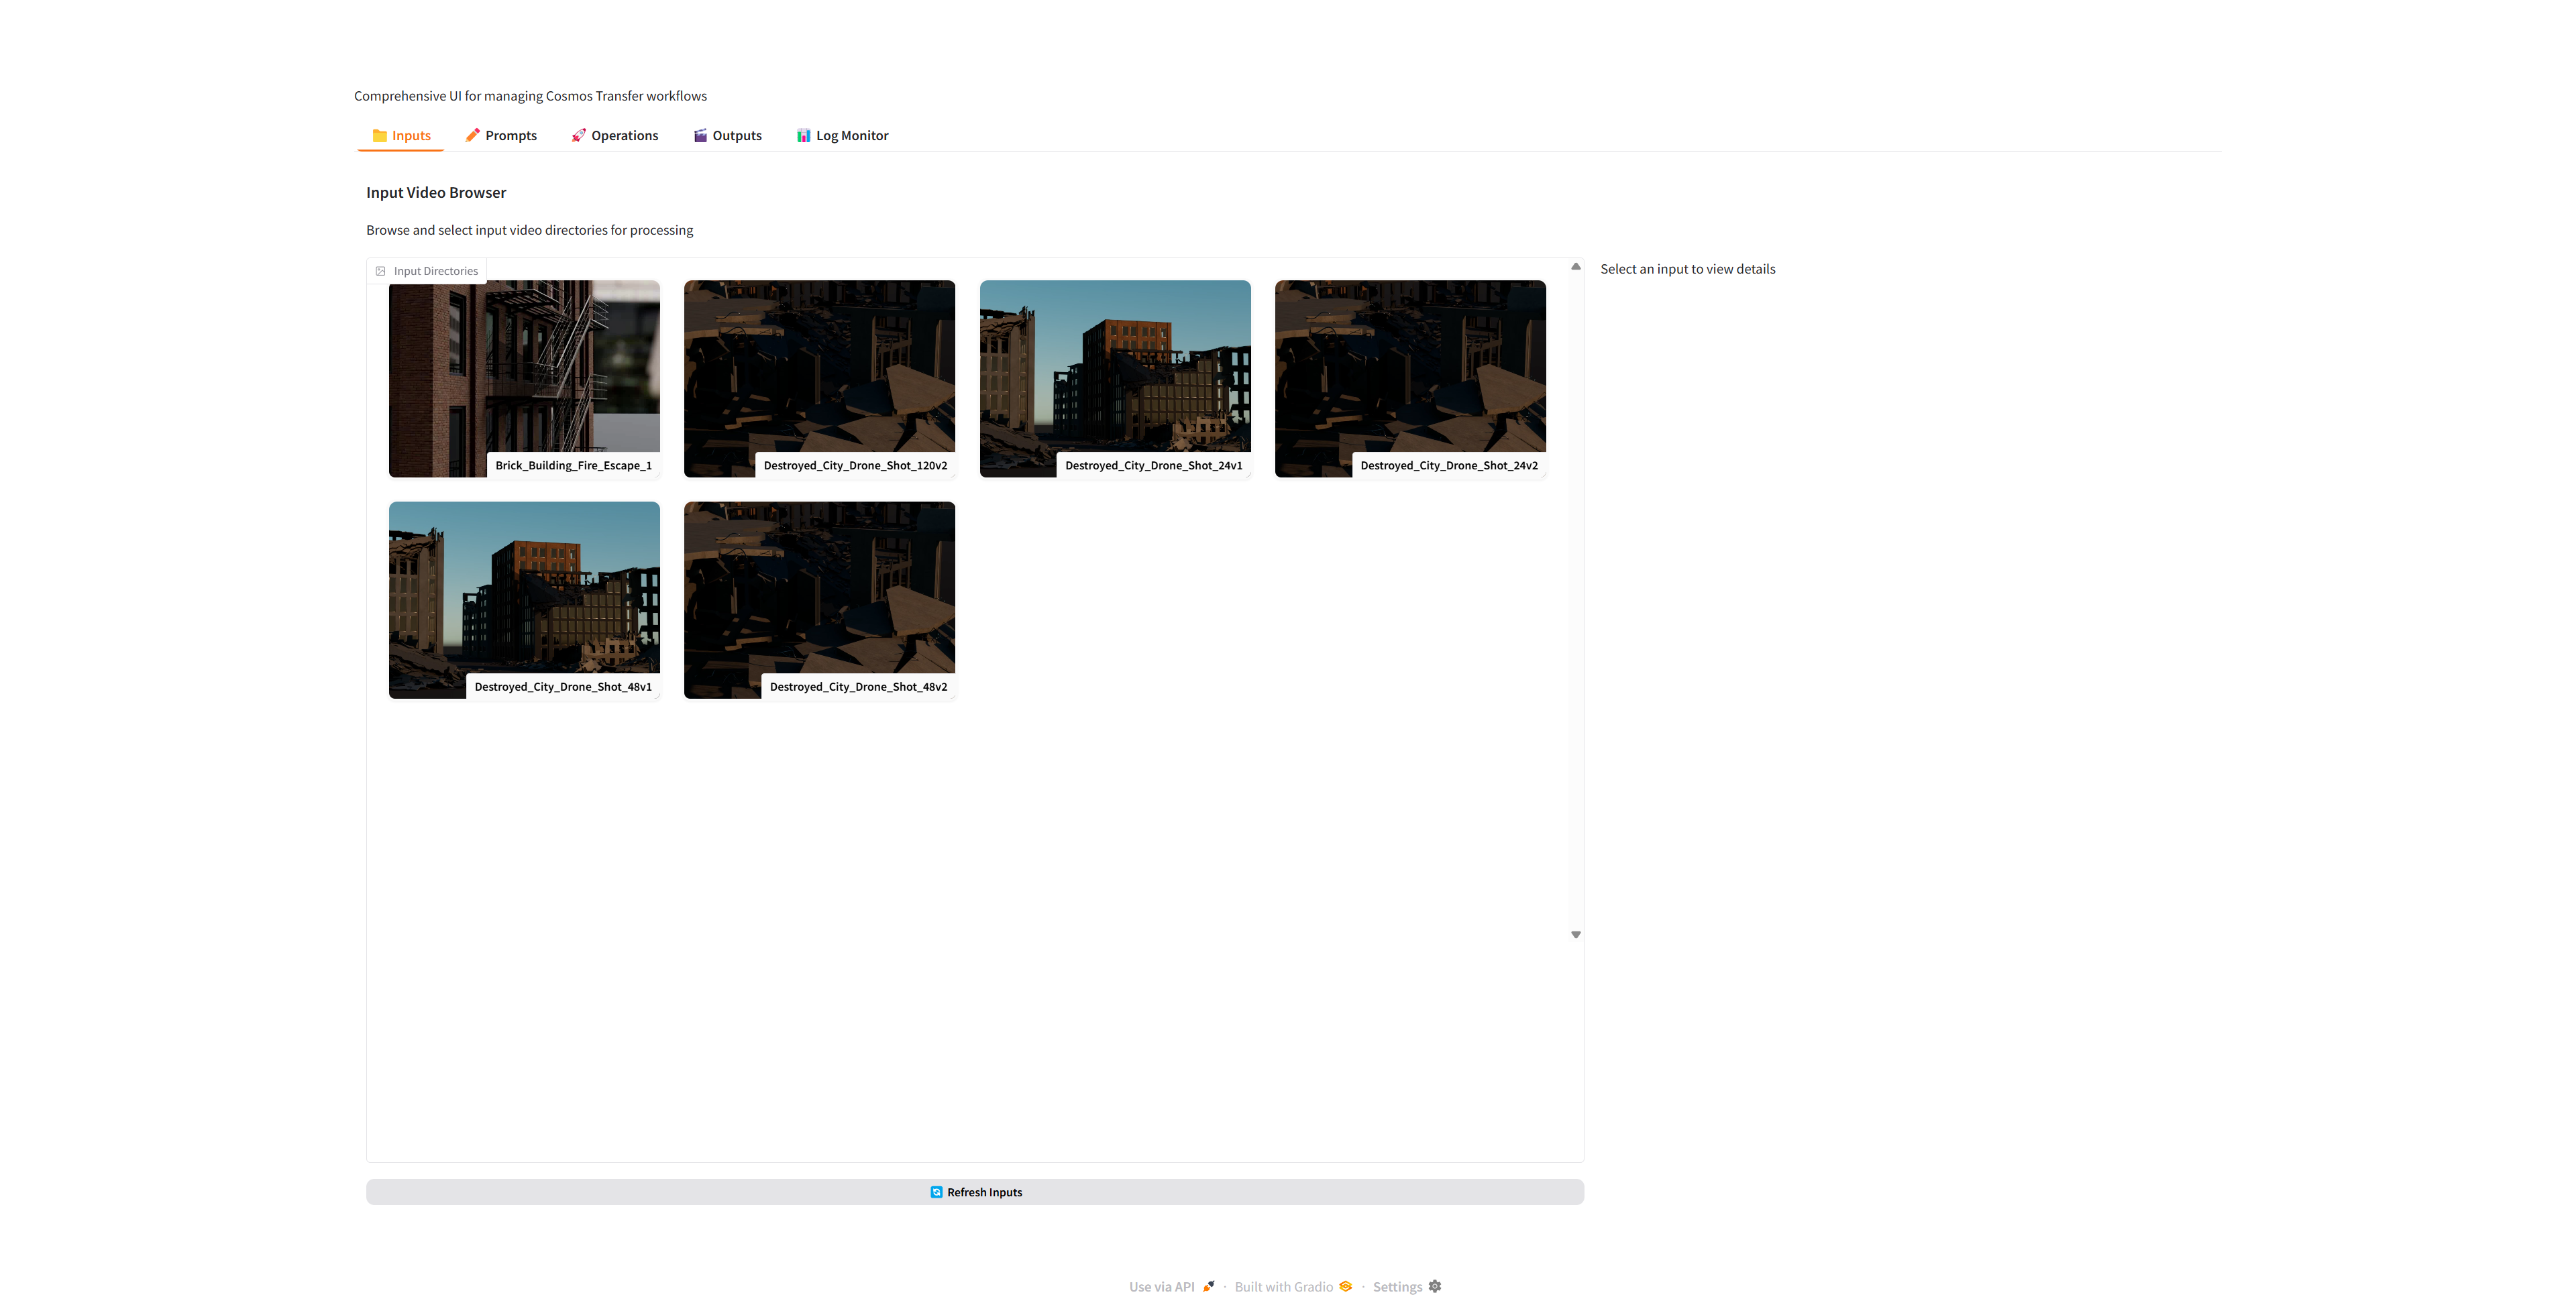 Comprehensive UI for managing Cosmos Transfer workflows
Inputs Prompts Operations Outputs Log Monitor
Input Video Browser
Browse and select input video directories for processing
Input Directories
Select an input to view details
Brick_Building_Fire_Escape_1
Destroyed_City_Drone_Shot_120v2
Destroyed_City_Drone_Shot_24v1
Destroyed_City_Drone_Shot_24v2
Destroyed_City_Drone_Shot_48v1
Destroyed_City_Drone_Shot_48v2
Refresh Inputs
Use via API · Built with Gradio · Settings